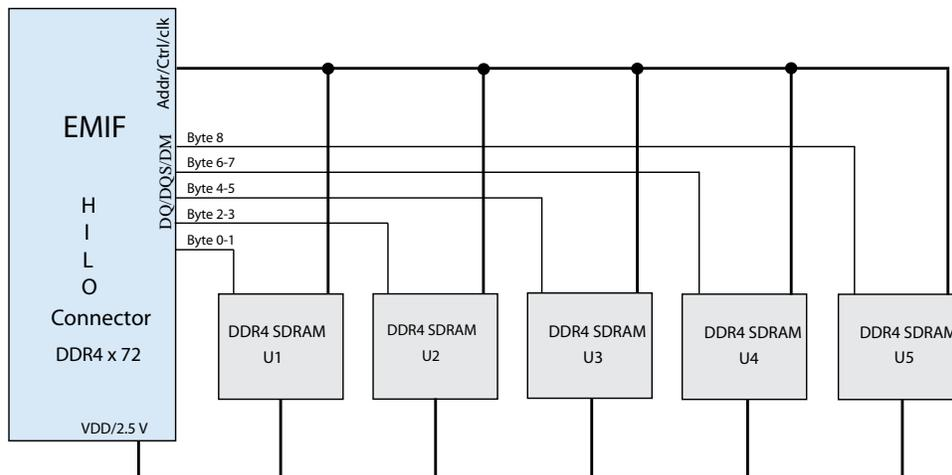 Addr/Ctrl/clk
EMIF
DQ/DQS/DM
Byte 8
Byte 6-7
Byte 4-5
Byte 2-3
Byte 0-1
H
I
L
O
Connector
DDR4 x 72
VDD/2.5 V
DDR4 SDRAM
U1
DDR4 SDRAM
U2
DDR4 SDRAM
U3
DDR4 SDRAM
U4
DDR4 SDRAM
U5